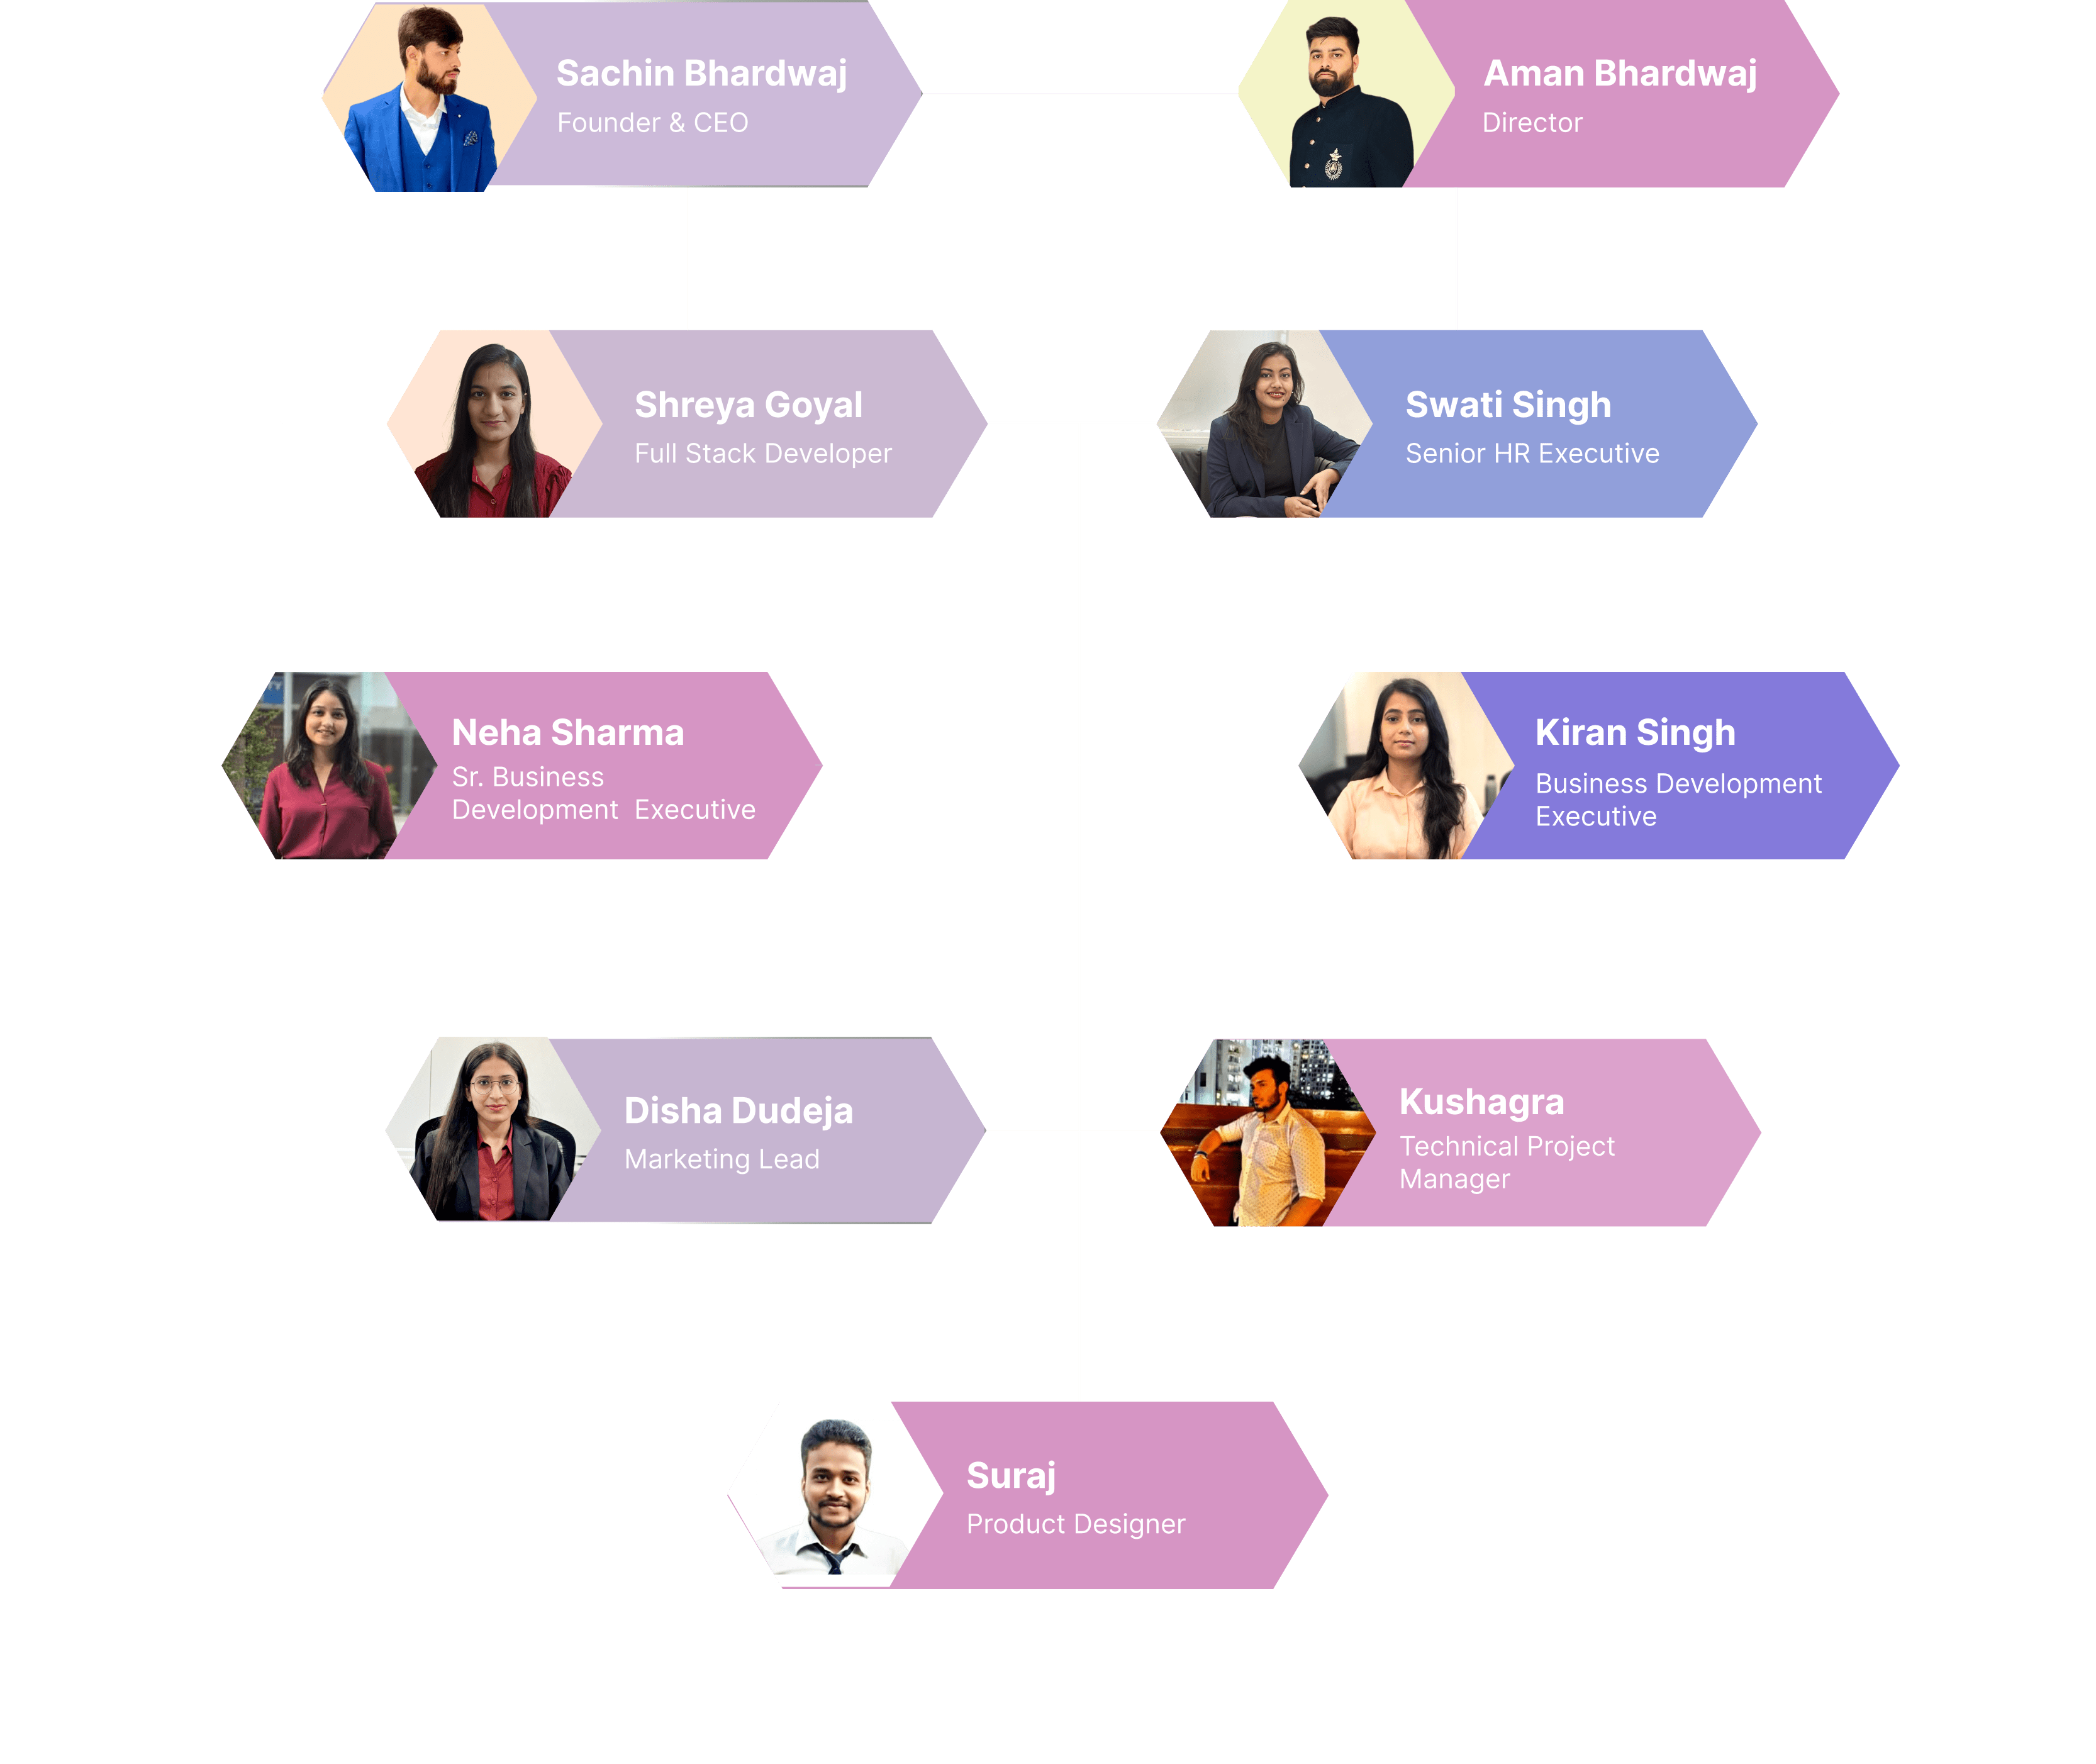 Sachin Bhardwaj
Founder & CEO
Aman Bhardwaj
Director
Shreya Goyal
Full Stack Developer
Swati Singh
Senior HR Executive
Neha Sharma
Sr. Business
Development  Executive
Kiran Singh
Business Development
Executive
Disha Dudeja
Marketing Lead
Kushagra
Technical Project
Manager
Suraj
Product Designer